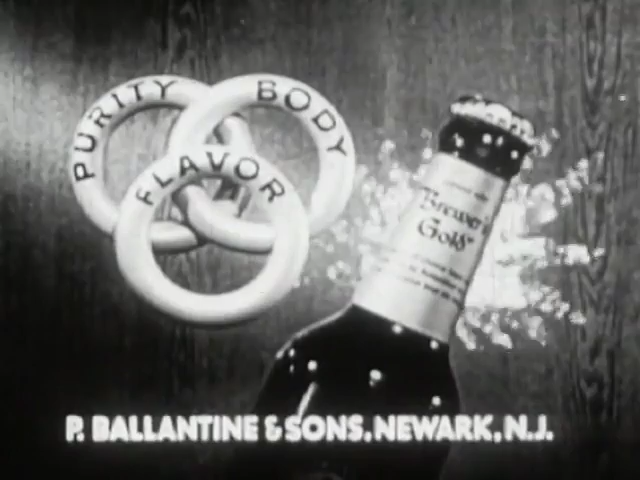 PURITY
BODY
FLAVOR
Brewer's
Gold
P. BALLANTINE & SONS, NEWARK, N.J.